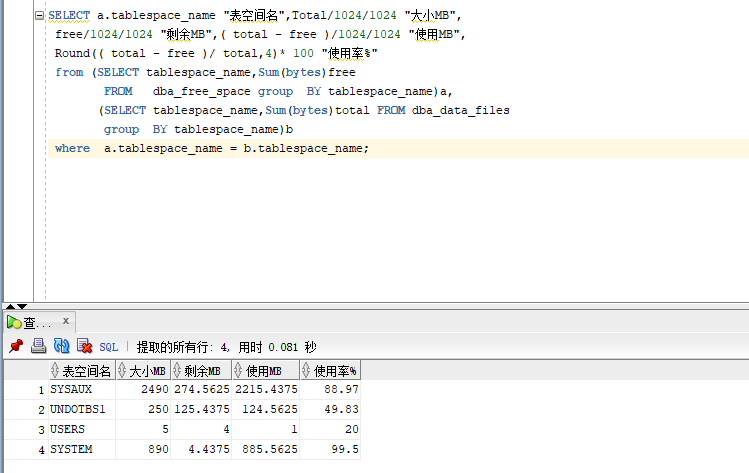 SELECT a.tablespace_name "表空间名",Total/1024/1024 "大小MB",
free/1024/1024 "剩余MB",( total - free )/1024/1024 "使用MB",
Round(( total - free )/ total,4)* 100 "使用率%"
from (SELECT tablespace_name,Sum(bytes)free
FROM   dba_free_space group  BY tablespace_name)a,
(SELECT tablespace_name,Sum(bytes)total FROM dba_data_files
group  BY tablespace_name)b
where  a.tablespace_name = b.tablespace_name;
查... x
SQL | 提取的所有行: 4, 用时 0.081 秒
表空间名 大小MB 剩余MB 使用MB 使用率%
1 SYSAUX 2490 274.5625 2215.4375 88.97
2 UNDOTBS1 250 125.4375 124.5625 49.83
3 USERS 5 4 1 20
4 SYSTEM 890 4.4375 885.5625 99.5